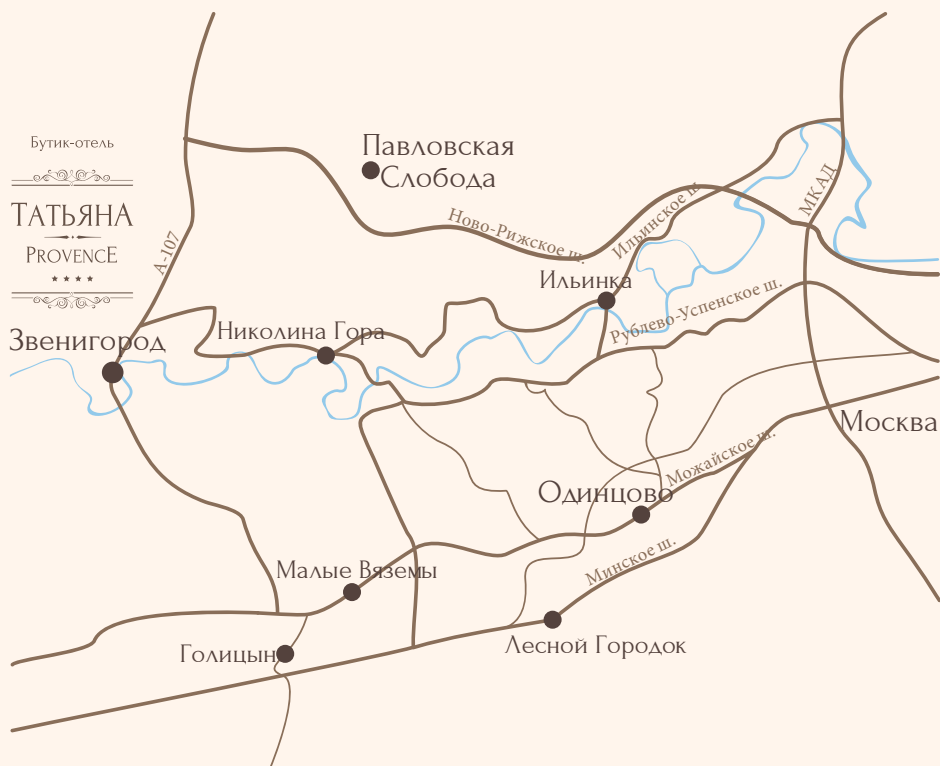 Бутик-отель
ТАТЬЯНА
PROVENCE
Павловская
Слобода
А-107
Ново-Рижское ш.
Ильинское ш.
МКАД
Ильинка
Рублево-Успенское ш.
Николина Гора
Звенигород
Москва
Можайское ш.
Одинцово
Минское ш.
Малые Вяземы
Лесной Городок
Голицын